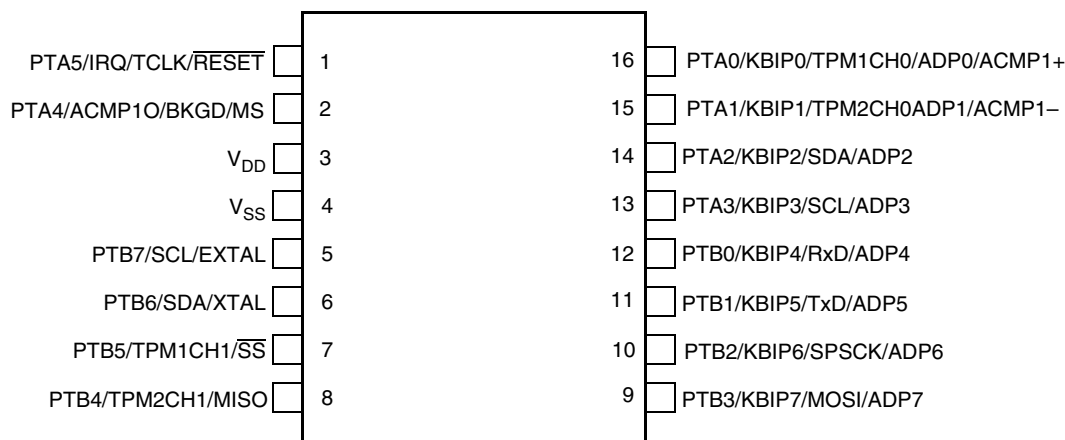 PTA5/IRQ/TCLK/RESET 1 16 PTA0/KBIP0/TPM1CH0/ADP0/ACMP1+
PTA4/ACMP1O/BKGD/MS 2 15 PTA1/KBIP1/TPM2CH0ADP1/ACMP1–
VDD 3 14 PTA2/KBIP2/SDA/ADP2
VSS 4 13 PTA3/KBIP3/SCL/ADP3
PTB7/SCL/EXTAL 5 12 PTB0/KBIP4/RxD/ADP4
PTB6/SDA/XTAL 6 11 PTB1/KBIP5/TxD/ADP5
PTB5/TPM1CH1/SS 7 10 PTB2/KBIP6/SPSCK/ADP6
PTB4/TPM2CH1/MISO 8 9 PTB3/KBIP7/MOSI/ADP7